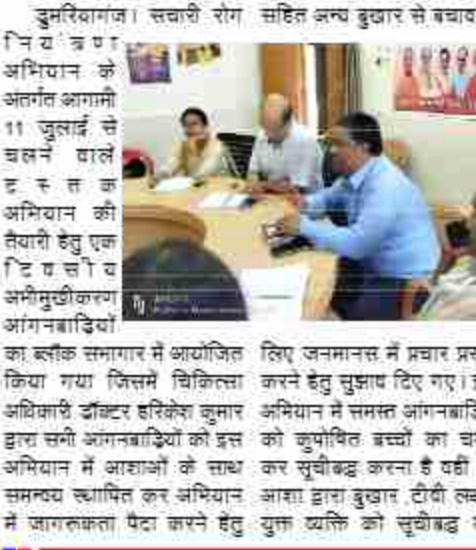 डुमरियागंज। संचारी रोग
नियंत्रण
अभियान के
अंतर्गत आगामी
11 जुलाई से
चलने वाले
दस्तक
अभियान की
तैयारी हेतु एक
दिवसीय
अभीमुखीकरण
आंगनबाड़ियों
का ब्लॉक सभागार में आयोजित
किया गया जिसमें चिकित्सा
अधिकारी डॉक्टर हरिकेश कुमार
द्वारा सभी आंगनबाड़ियों को इस
अभियान में आशाओं के साथ
समन्वय स्थापित कर अभियान
में जागरूकता पैदा करने हेतु
सहित अन्य बुखार से बचाव
लिए जनमानस में प्रचार
करने हेतु सुझाव दिए गए।
अभियान में समस्त
को कुपोषित बच्चों का
कर सूचीबद्ध करना है वहीं
आशा द्वारा बुखार, टीवी
युक्त व्यक्ति को सूचीबद्ध